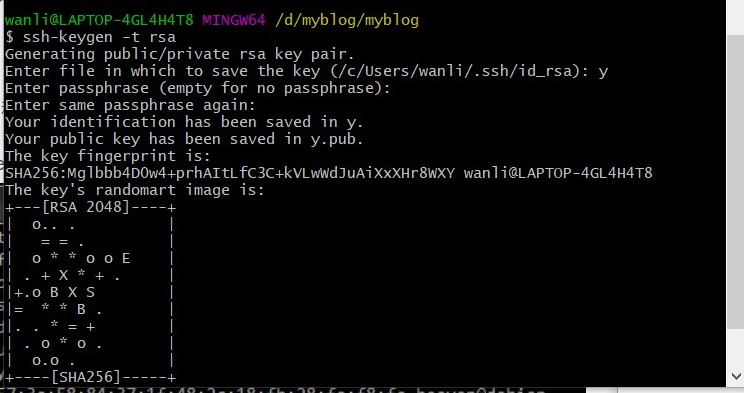 wanli@LAPTOP-4GL4H4T8 MINGW64 /d/myblog/myblog
$ ssh-keygen -t rsa
Generating public/private rsa key pair.
Enter file in which to save the key (/c/Users/wanli/.ssh/id_rsa): y
Enter passphrase (empty for no passphrase):
Enter same passphrase again:
Your identification has been saved in y.
Your public key has been saved in y.pub.
The key fingerprint is:
SHA256:Mglbbb4DOw4+prhAItLfC3C+kVLwWdJuAiXxXHr8WXY wanli@LAPTOP-4GL4H4T8
The key's randomart image is:
+---[RSA 2048]----+
|  o.. .          |
|   = = .         |
|  o * * o o E    |
| . + X * + .     |
|+.o B X S        |
|=  * * B .       |
|. . * = +        |
| . o * o .       |
|  o.o .          |
+----[SHA256]-----+